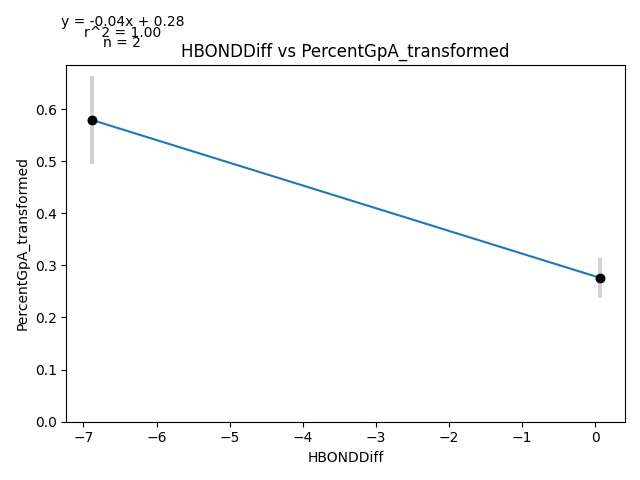 y = -0.04x + 0.28
r^2 = 1.00
n = 2
HBONDDiff vs PercentGpA_transformed
PercentGpA_transformed
0.6
0.5
0.4
0.3
0.2
0.1
0.0
−7
−6
−5
−4
−3
−2
−1
0
HBONDDiff